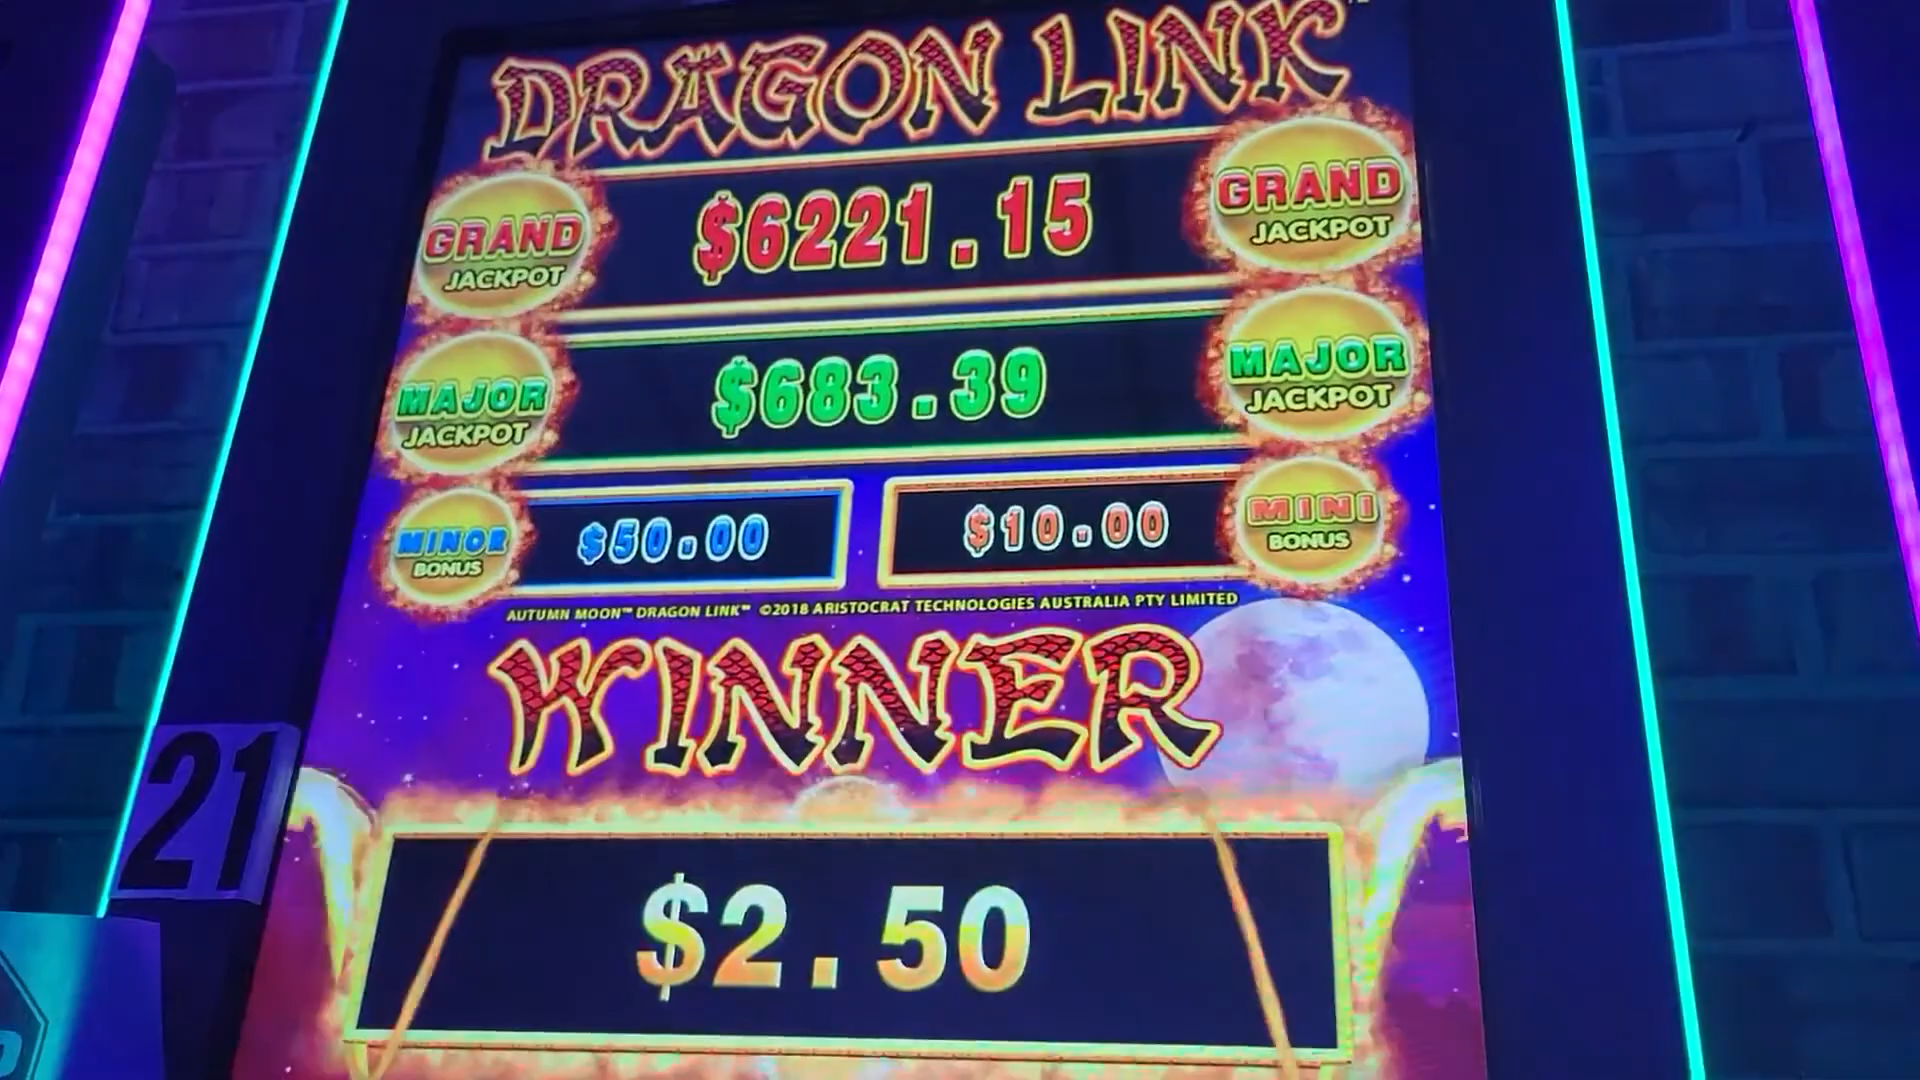 DRAGON LINK
GRAND
JACKPOT
$6221.15
GRAND
JACKPOT
MAJOR
JACKPOT
$683.39
MAJOR
JACKPOT
MINOR
BONUS
$50.00
$10.00
MINI
BONUS
AUTUMN MOON™ DRAGON LINK™ ©2018 ARISTOCRAT TECHNOLOGIES AUSTRALIA PTY LIMITED
WINNER
21
$2.50